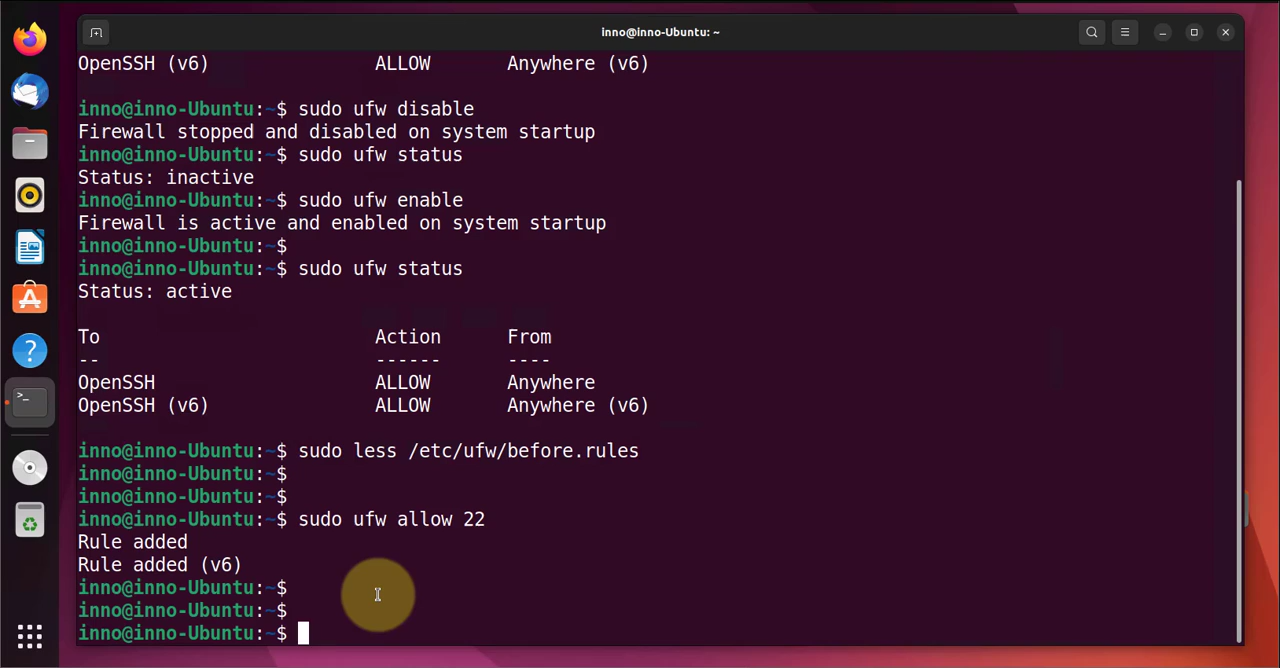 inno@inno-Ubuntu: ~
OpenSSH (v6) ALLOW Anywhere (v6)
inno@inno-Ubuntu:~$ sudo ufw disable
Firewall stopped and disabled on system startup
inno@inno-Ubuntu:~$ sudo ufw status
Status: inactive
inno@inno-Ubuntu:~$ sudo ufw enable
Firewall is active and enabled on system startup
inno@inno-Ubuntu:~$
inno@inno-Ubuntu:~$ sudo ufw status
Status: active
To Action From
-- ------ ----
OpenSSH ALLOW Anywhere
OpenSSH (v6) ALLOW Anywhere (v6)
inno@inno-Ubuntu:~$ sudo less /etc/ufw/before.rules
inno@inno-Ubuntu:~$
inno@inno-Ubuntu:~$
inno@inno-Ubuntu:~$ sudo ufw allow 22
Rule added
Rule added (v6)
inno@inno-Ubuntu:~$
inno@inno-Ubuntu:~$
inno@inno-Ubuntu:~$